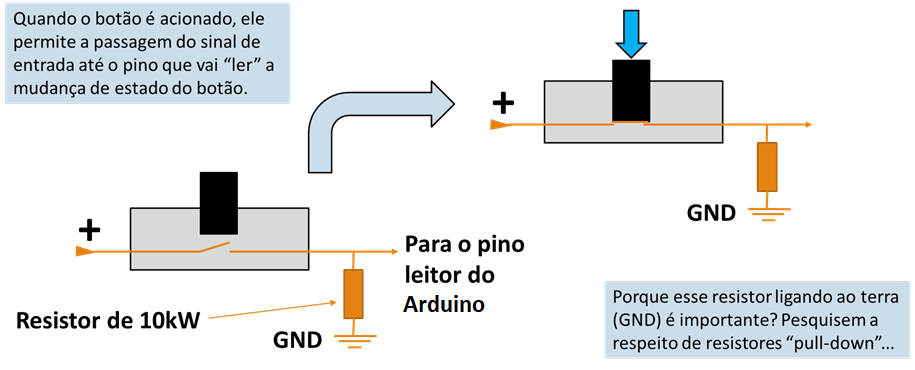 Quando o botão é acionado, ele
permite a passagem do sinal de
entrada até o pino que vai “ler” a
mudança de estado do botão.
+
GND
+
Para o pino
leitor do
Arduino
Resistor de 10kW
GND
Porque esse resistor ligando ao terra
(GND) é importante? Pesquisem a
respeito de resistores “pull-down”...